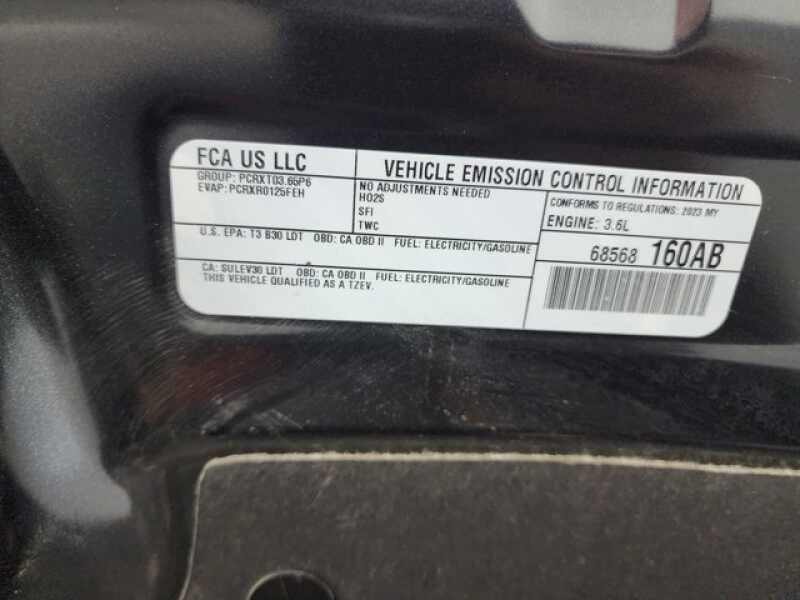 FCA US LLC
VEHICLE EMISSION CONTROL INFORMATION
GROUP: PCRXT03.65P6
EVAP: PCRXR0125FEH
NO ADJUSTMENTS NEEDED
HO2S
SFI
TWC
CONFORMS TO REGULATIONS: 2023 MY
ENGINE: 3.6L
U.S. EPA: T3 B30 LDT OBD: CA OBD II FUEL: ELECTRICITY/GASOLINE
68568 160AB
CA: SULEV30 LDT OBD: CA OBD II FUEL: ELECTRICITY/GASOLINE
THIS VEHICLE QUALIFIED AS A TZEV.